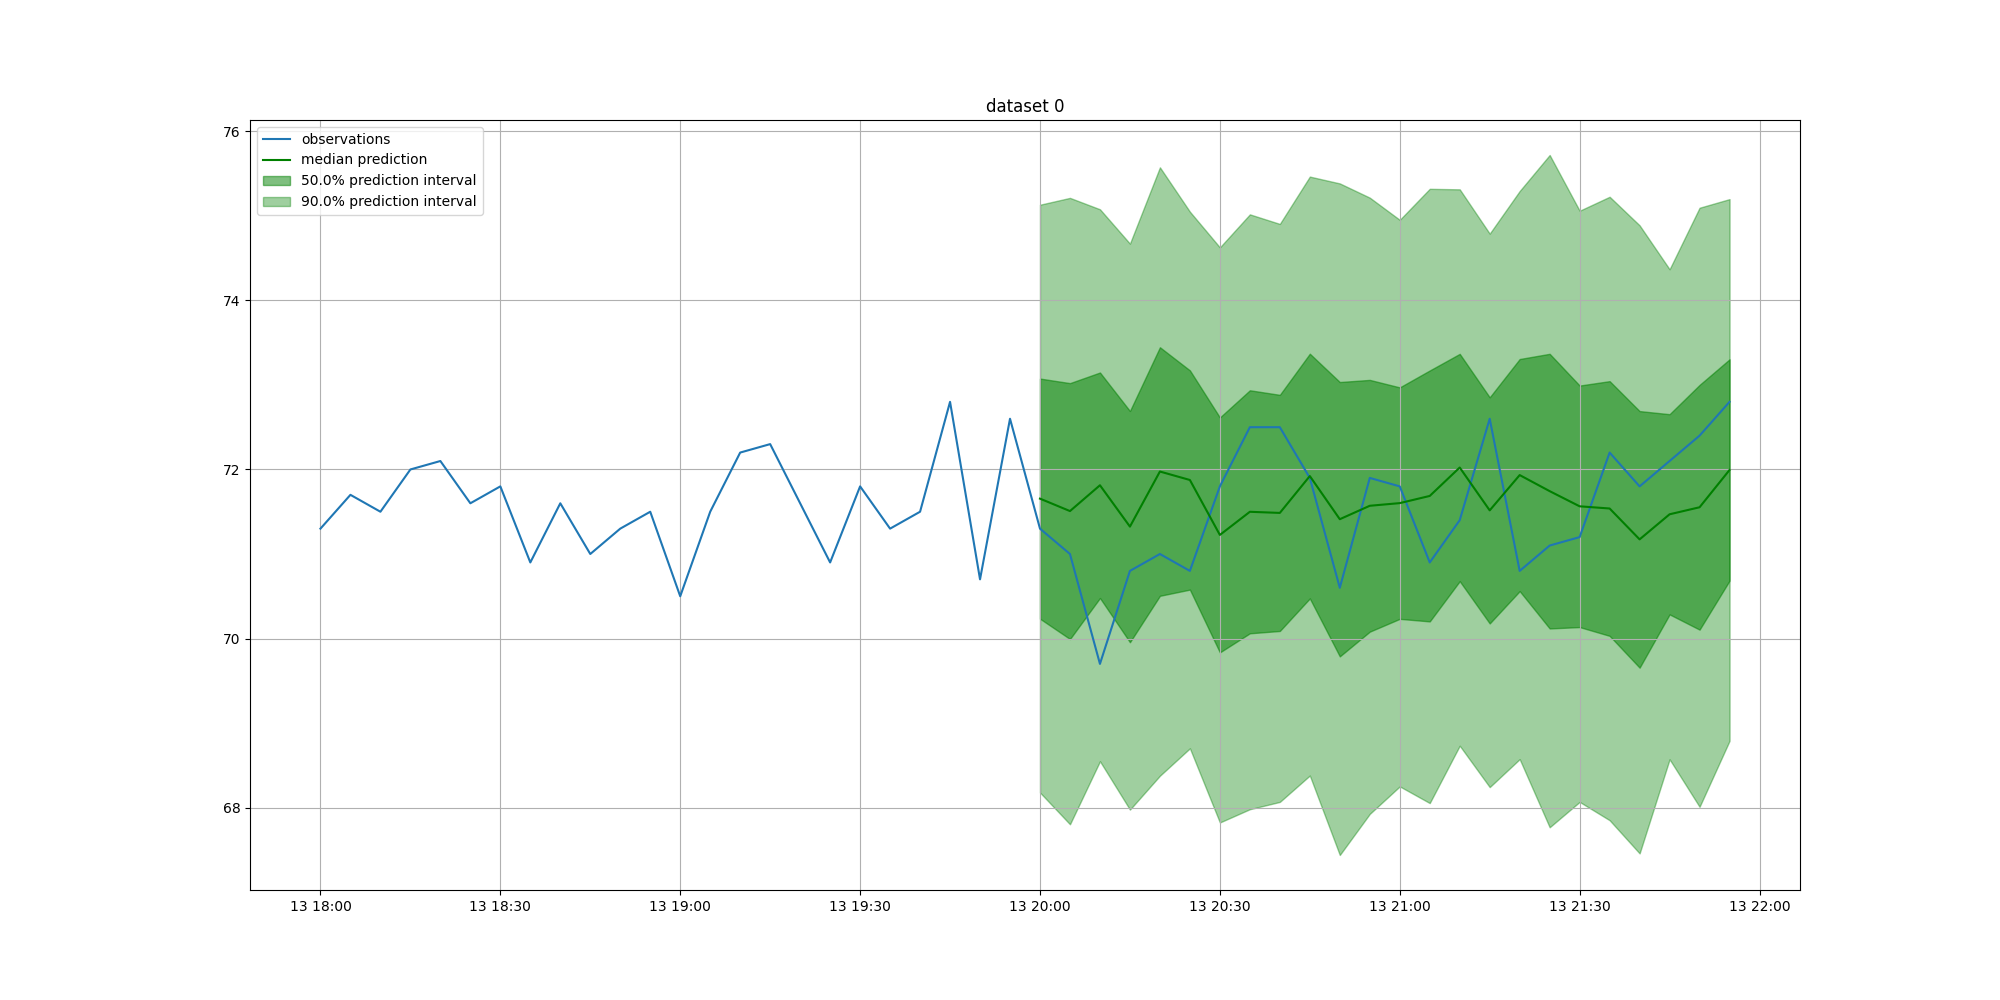 dataset 0
76
74
72
70
68
observations
median prediction
50.0% prediction interval
90.0% prediction interval
13 18:00
13 18:30
13 19:00
13 19:30
13 20:00
13 20:30
13 21:00
13 21:30
13 22:00